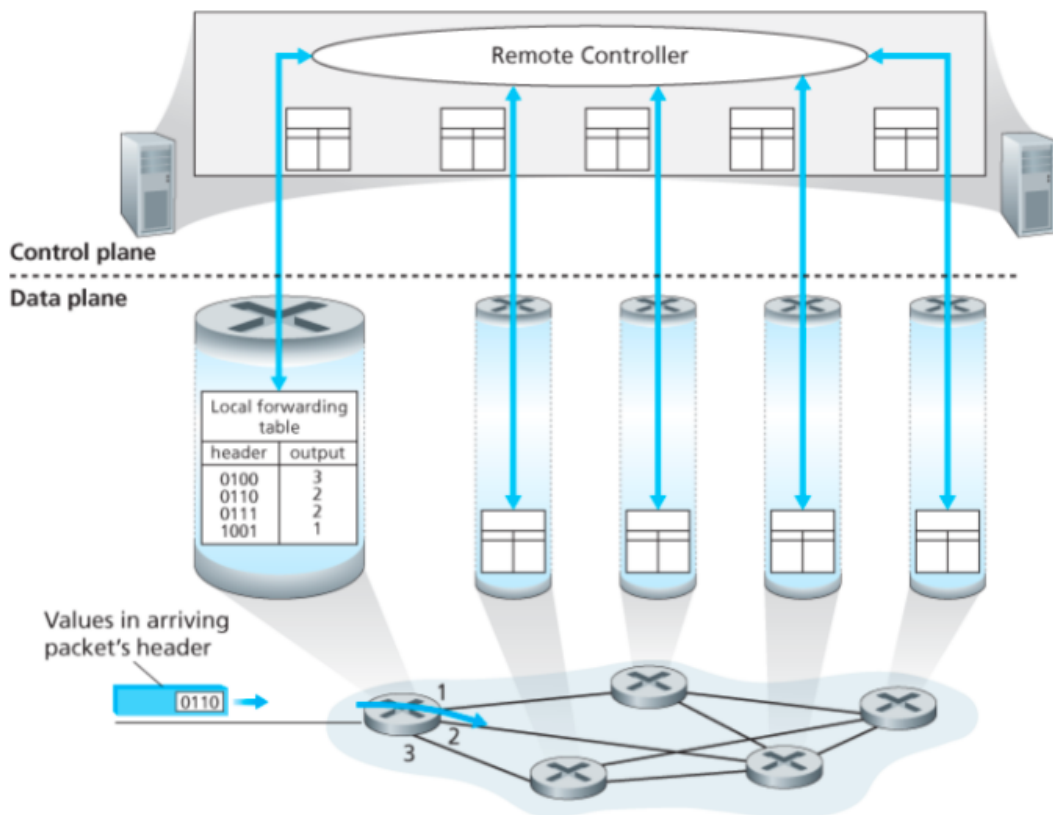 Remote Controller
Control plane
Data plane
Local forwarding
table
header output
0100 3
0110 2
0111 2
1001 1
Values in arriving
packet's header
0110
1
2
3